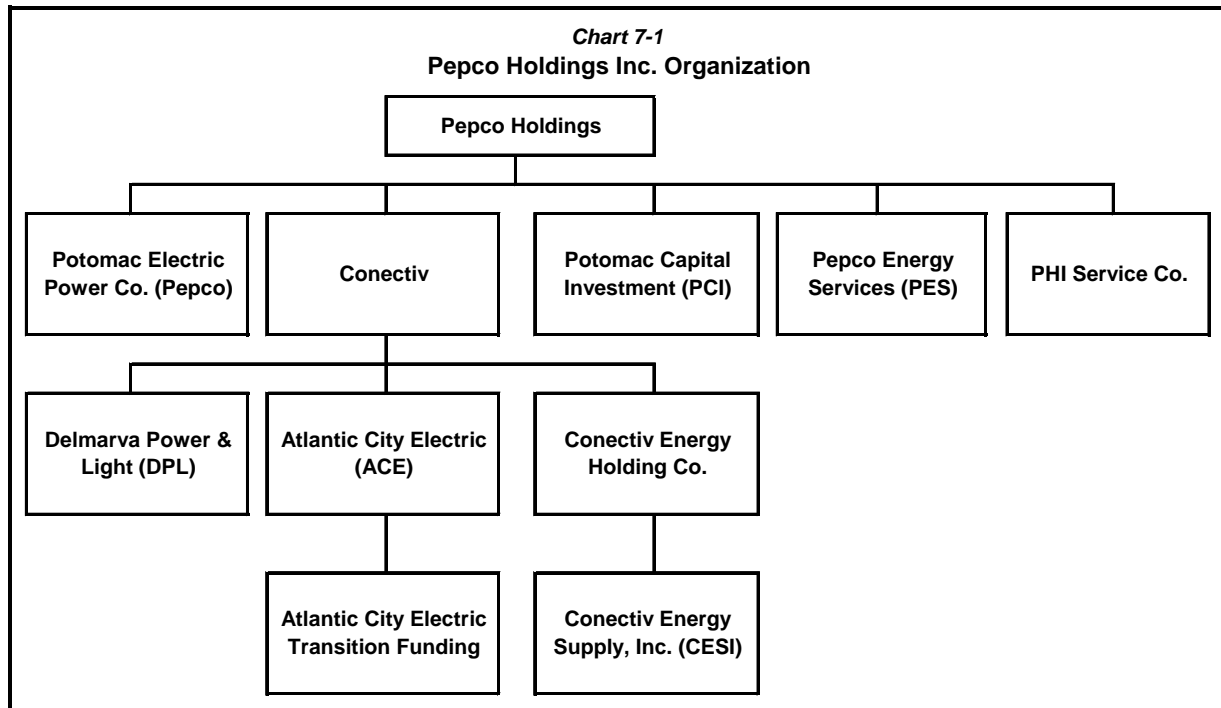 Chart 7-1
Pepco Holdings Inc. Organization
Pepco Holdings
Potomac Electric
Power Co. (Pepco)
Conectiv
Potomac Capital
Investment (PCI)
Pepco Energy
Services (PES)
PHI Service Co.
Delmarva Power &
Light (DPL)
Atlantic City Electric
(ACE)
Conectiv Energy
Holding Co.
Atlantic City Electric
Transition Funding
Conectiv Energy
Supply, Inc. (CESI)